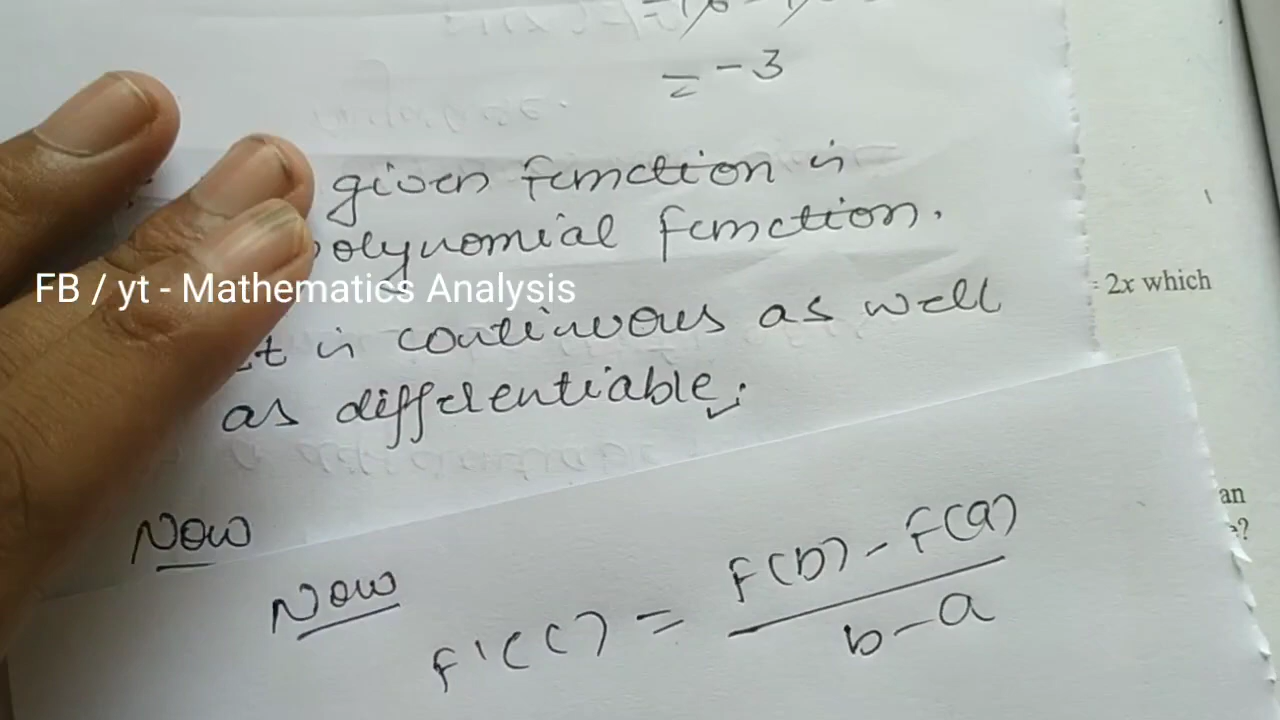 = -3
given function is
polynomial function.
FB / yt - Mathematics Analysis
= 2x which
It is continuous as well
as differentiable.
an
e?
Now
Now
F'(C) = F(b) - F(a) / b - a